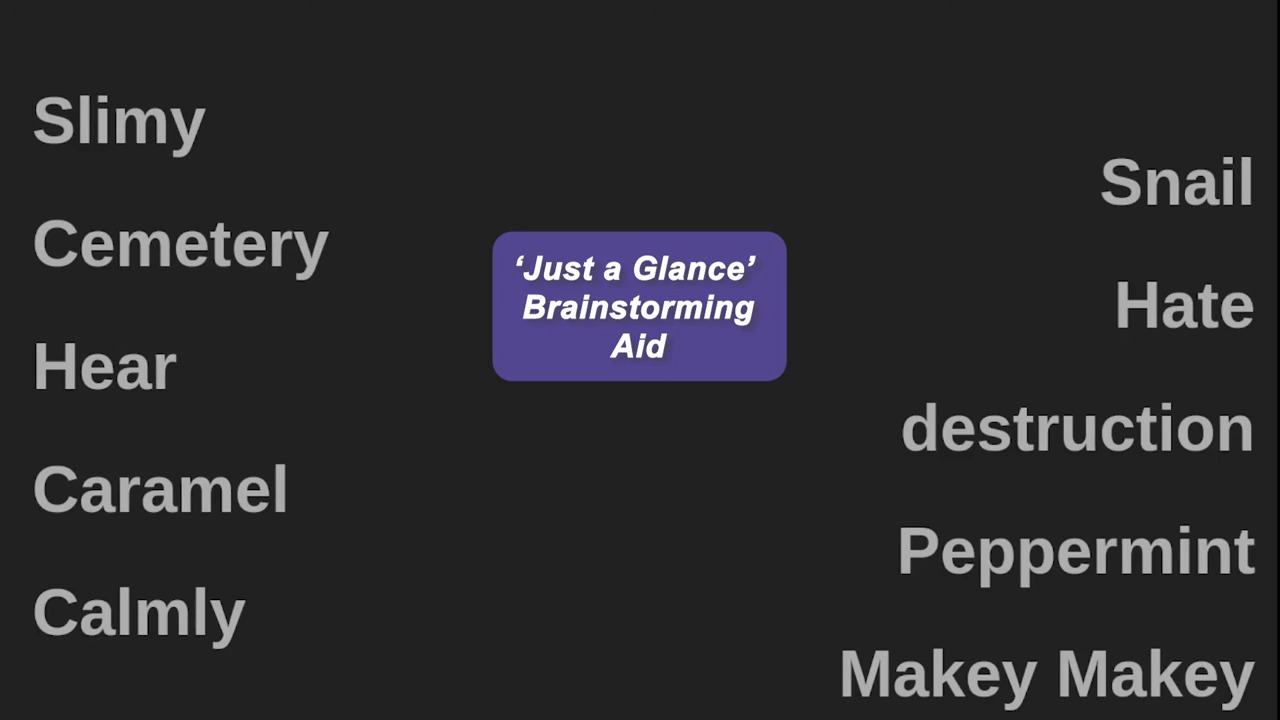 Slimy
Cemetery
Hear
Caramel
Calmly
‘Just a Glance’
Brainstorming
Aid
Snail
Hate
destruction
Peppermint
Makey Makey